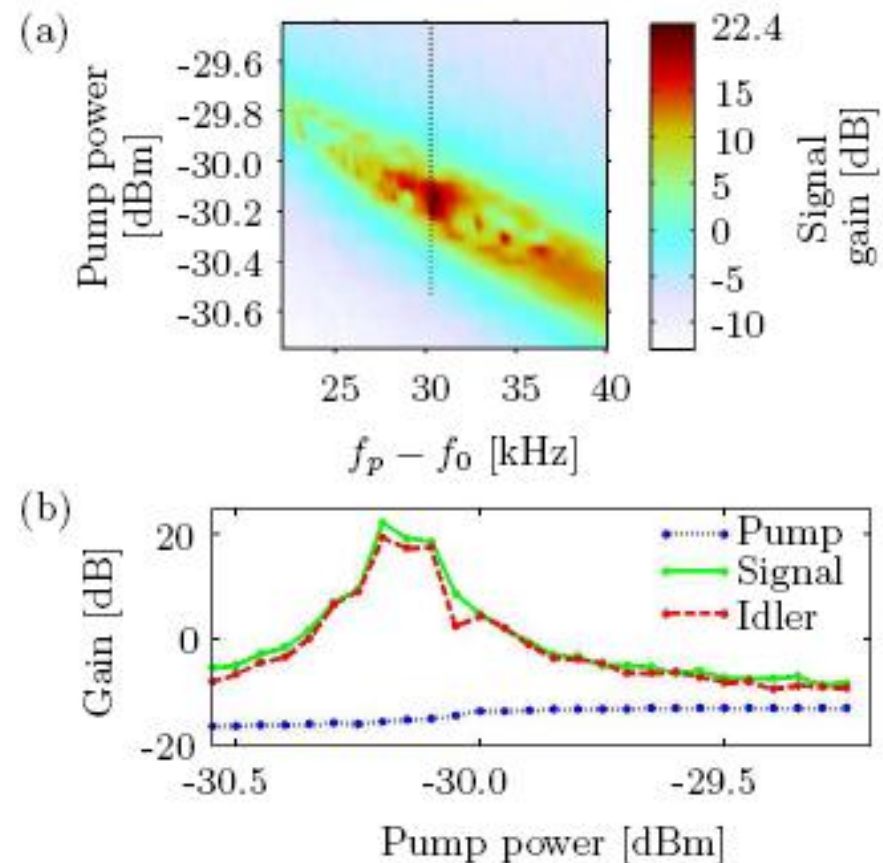 (a)
Pump power
[dBm]
-29.6
-29.8
-30.0
-30.2
-30.4
-30.6
25 30 35 40
f_p − f_0 [kHz]
22.4
15
10
5
0
-5
-10
Signal
gain [dB]
(b)
Gain [dB]
20
0
-20
Pump
Signal
Idler
-30.5 -30.0 -29.5
Pump power [dBm]